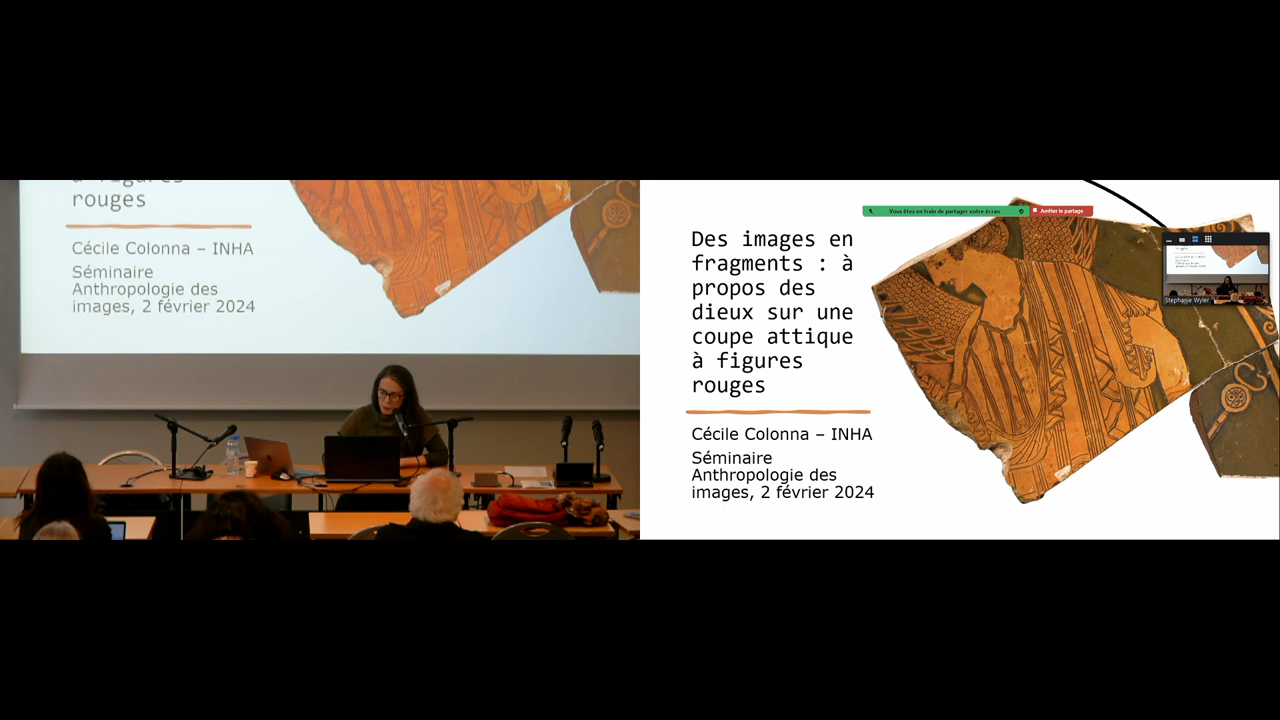 rouges
Cécile Colonna – INHA
Séminaire
Anthropologie des
images, 2 février 2024
Vous êtes en train de partager votre écran
Arrêter le partage
Des images en
fragments : à
propos des
dieux sur une
coupe attique
à figures
rouges
Cécile Colonna – INHA
Séminaire
Anthropologie des
images, 2 février 2024
Stephanie Wyler